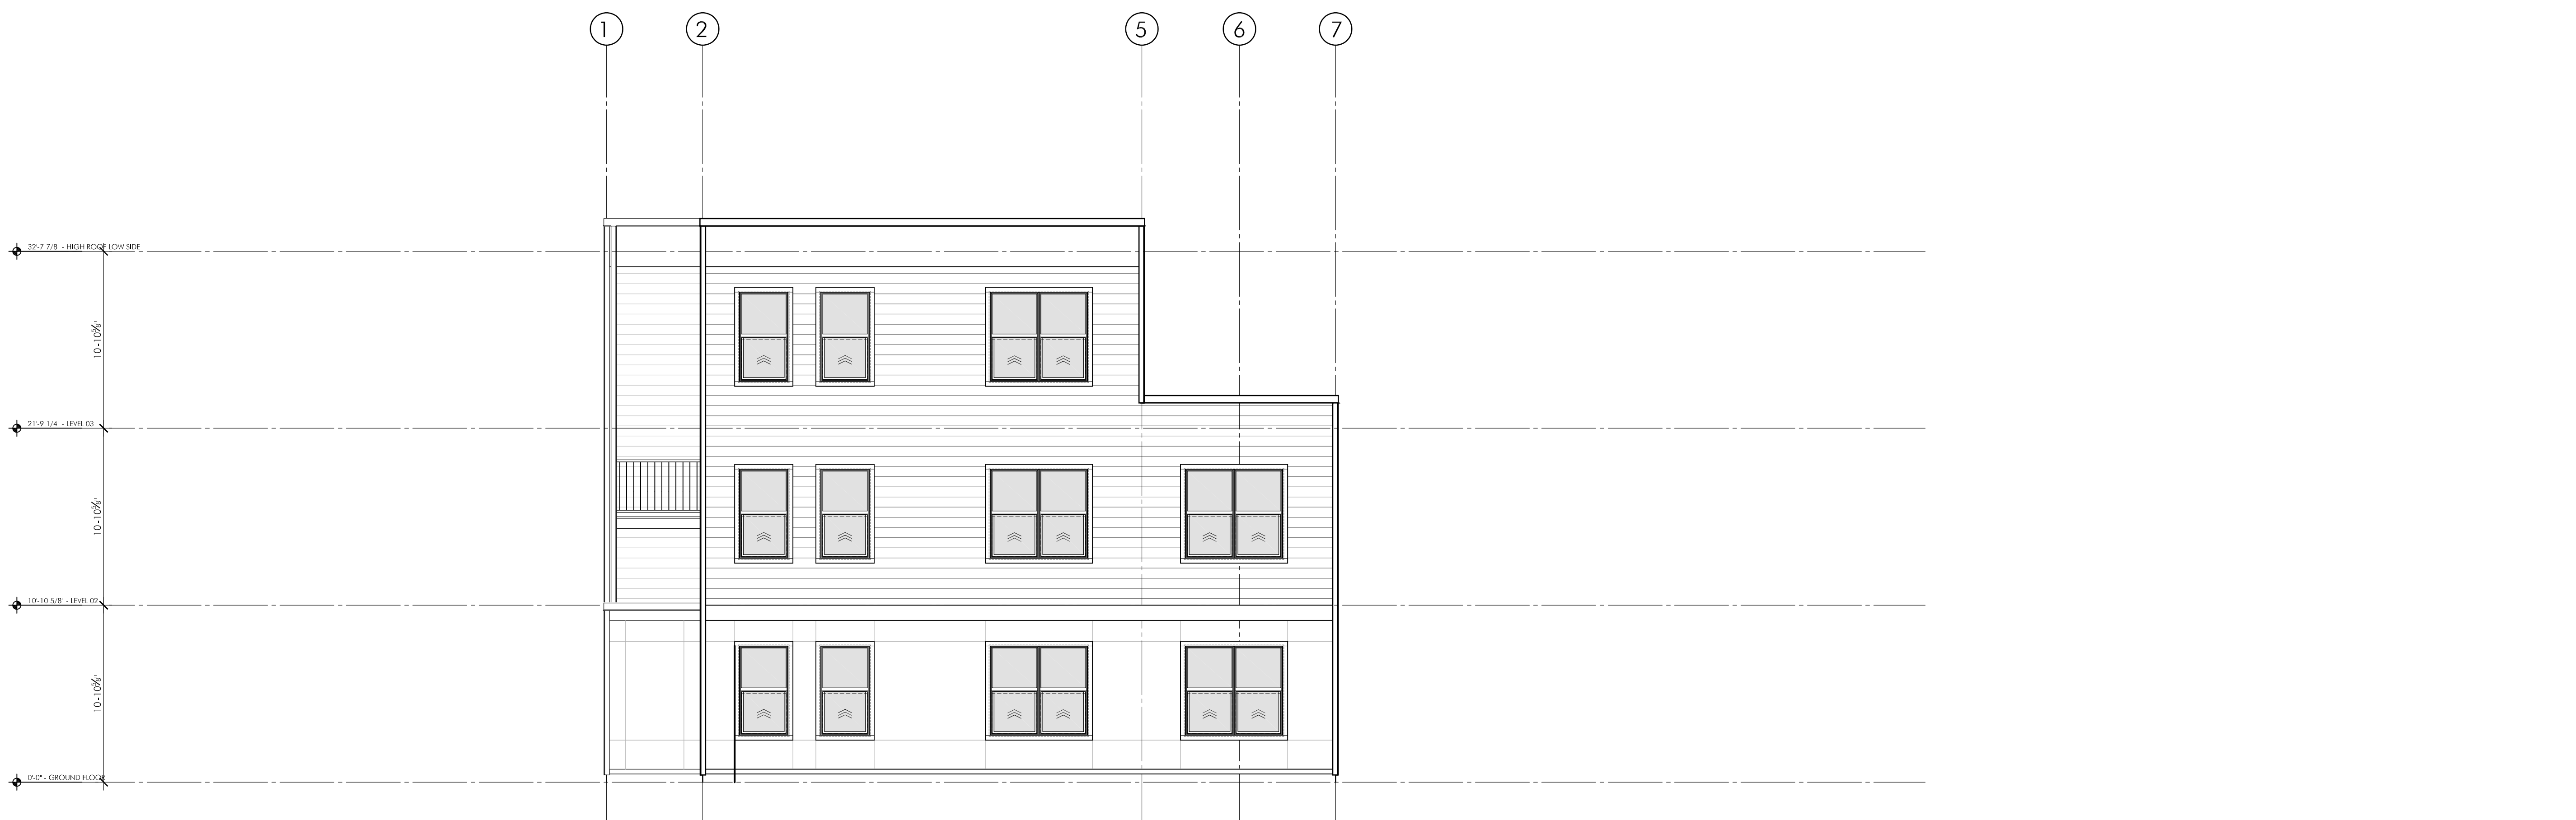 1 2 5 6 7
32'-7 7/8" - HIGH ROOF LOW SIDE
10'-10⅝"
21'-9 1/4" - LEVEL 03
10'-10⅝"
10'-10 5/8" - LEVEL 02
10'-10⅝"
0'-0" - GROUND FLOOR